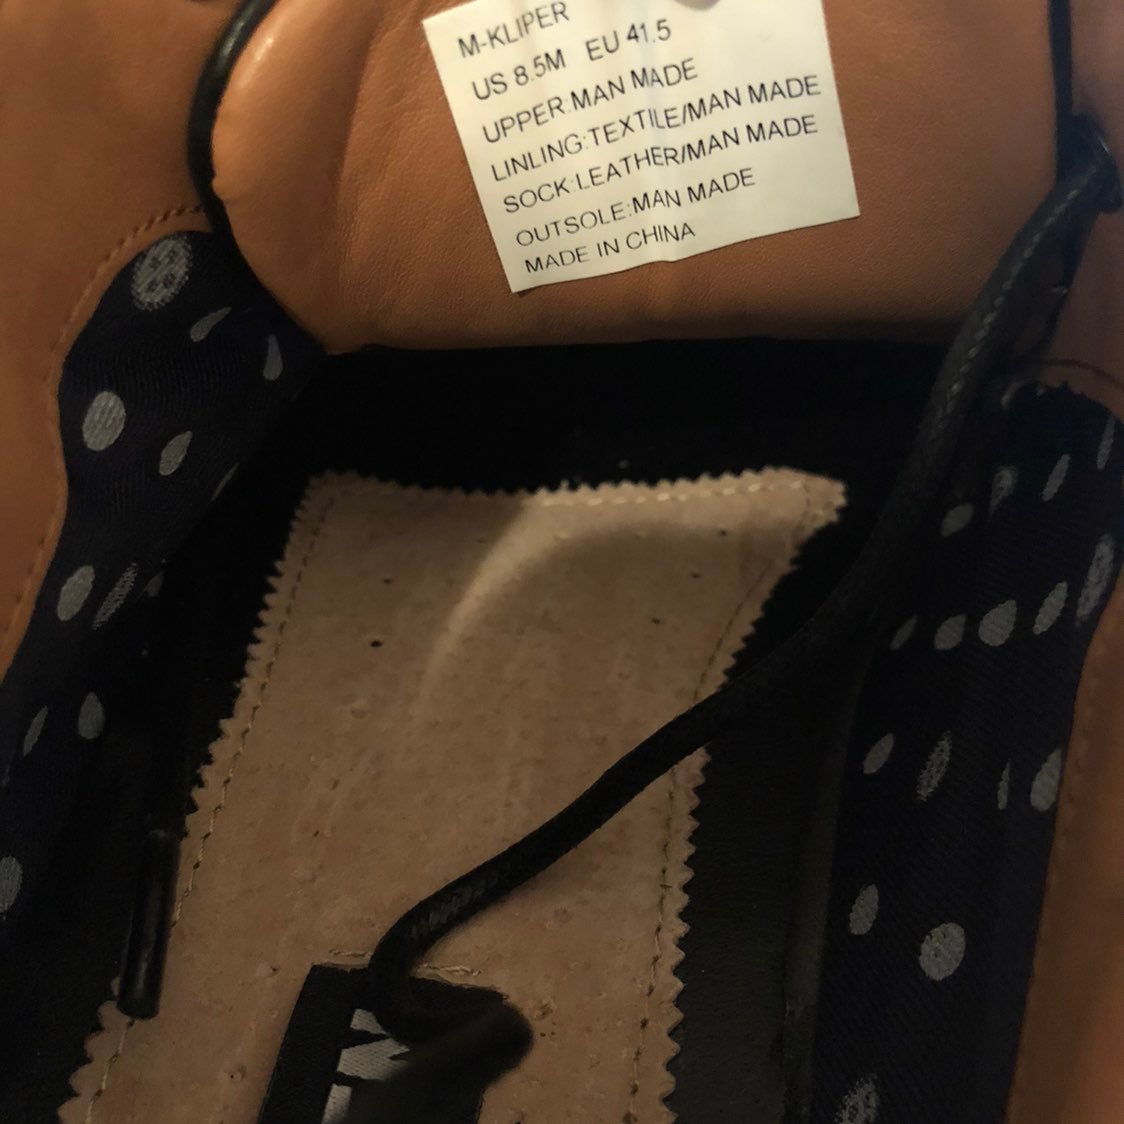 M-KLIPER
US 8.5M EU 41.5
UPPER:MAN MADE
LINLING:TEXTILE/MAN MADE
SOCK:LEATHER/MAN MADE
OUTSOLE:MAN MADE
MADE IN CHINA